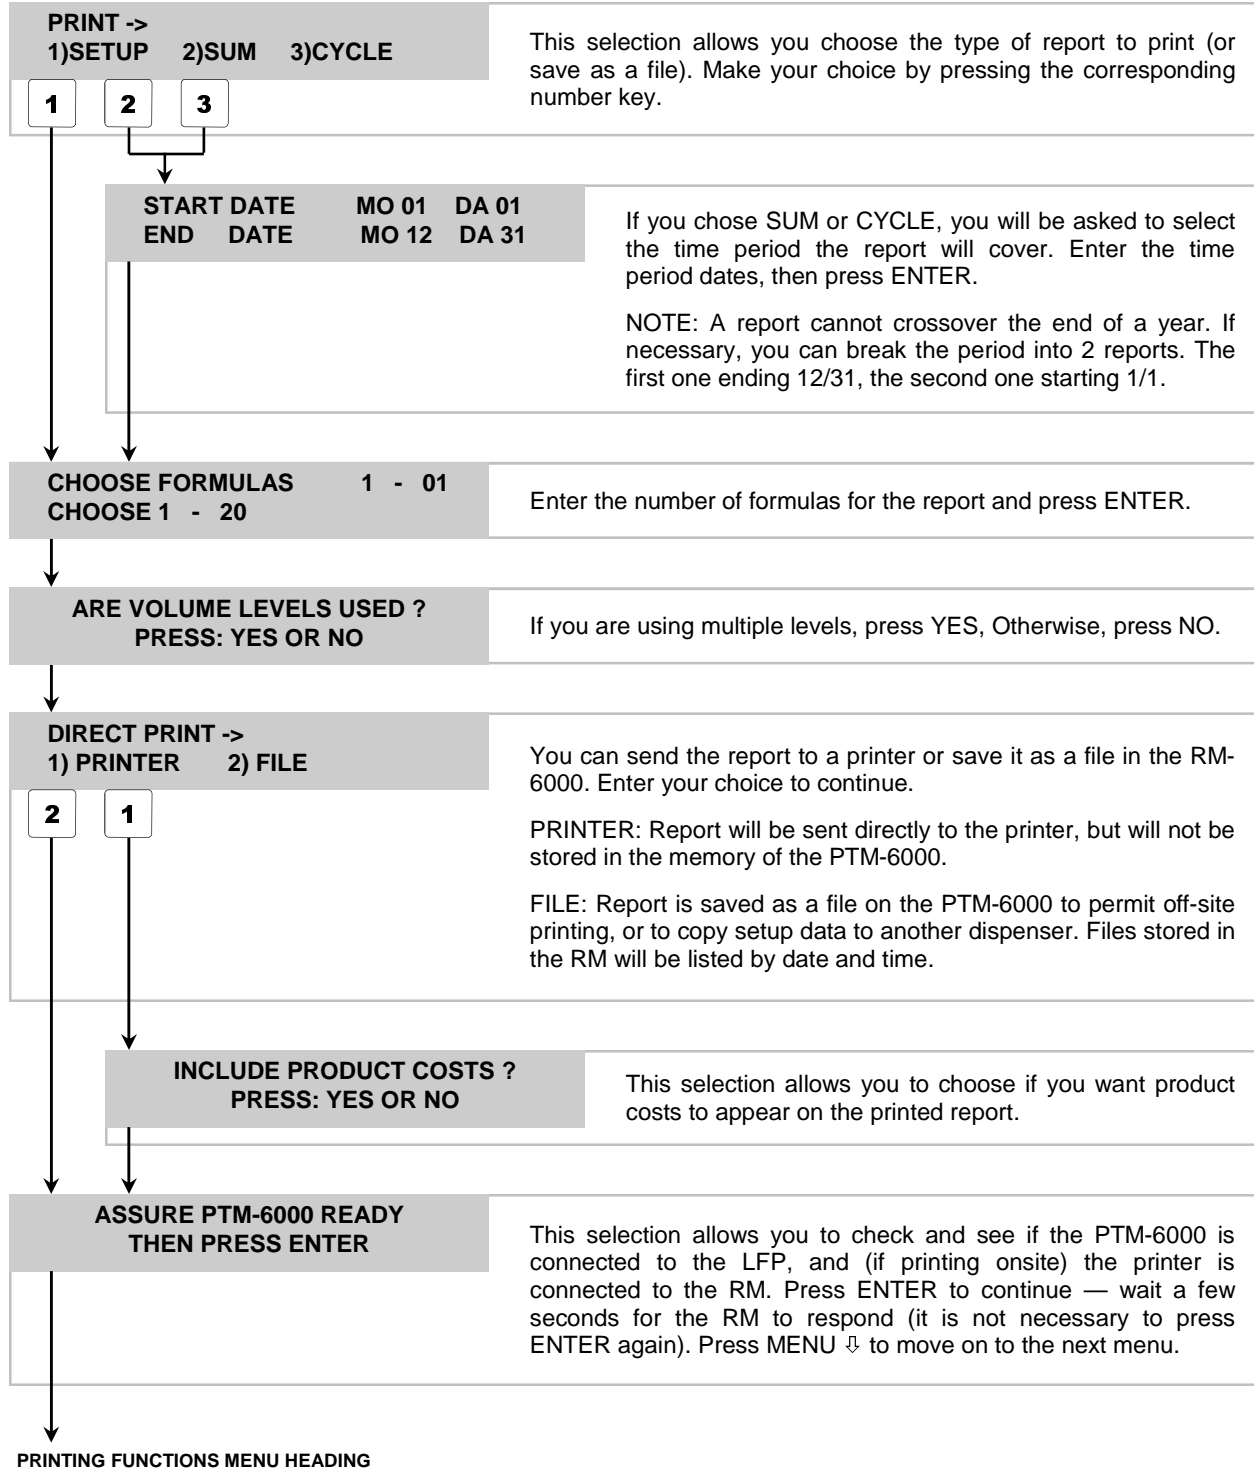 PRINT ->
1)SETUP 2)SUM 3)CYCLE
1 2 3
This selection allows you choose the type of report to print (or
save as a file). Make your choice by pressing the corresponding
number key.
START DATE MO 01 DA 01
END DATE MO 12 DA 31
If you chose SUM or CYCLE, you will be asked to select
the time period the report will cover. Enter the time
period dates, then press ENTER.
NOTE: A report cannot crossover the end of a year. If
necessary, you can break the period into 2 reports. The
first one ending 12/31, the second one starting 1/1.
CHOOSE FORMULAS 1 - 01
CHOOSE 1 - 20
Enter the number of formulas for the report and press ENTER.
ARE VOLUME LEVELS USED ?
PRESS: YES OR NO
If you are using multiple levels, press YES, Otherwise, press NO.
DIRECT PRINT ->
1) PRINTER 2) FILE
2 1
You can send the report to a printer or save it as a file in the RM-
6000. Enter your choice to continue.
PRINTER: Report will be sent directly to the printer, but will not be
stored in the memory of the PTM-6000.
FILE: Report is saved as a file on the PTM-6000 to permit off-site
printing, or to copy setup data to another dispenser. Files stored in
the RM will be listed by date and time.
INCLUDE PRODUCT COSTS ?
PRESS: YES OR NO
This selection allows you to choose if you want product
costs to appear on the printed report.
ASSURE PTM-6000 READY
THEN PRESS ENTER
This selection allows you to check and see if the PTM-6000 is
connected to the LFP, and (if printing onsite) the printer is
connected to the RM. Press ENTER to continue — wait a few
seconds for the RM to respond (it is not necessary to press
ENTER again). Press MENU ⇩ to move on to the next menu.
PRINTING FUNCTIONS MENU HEADING